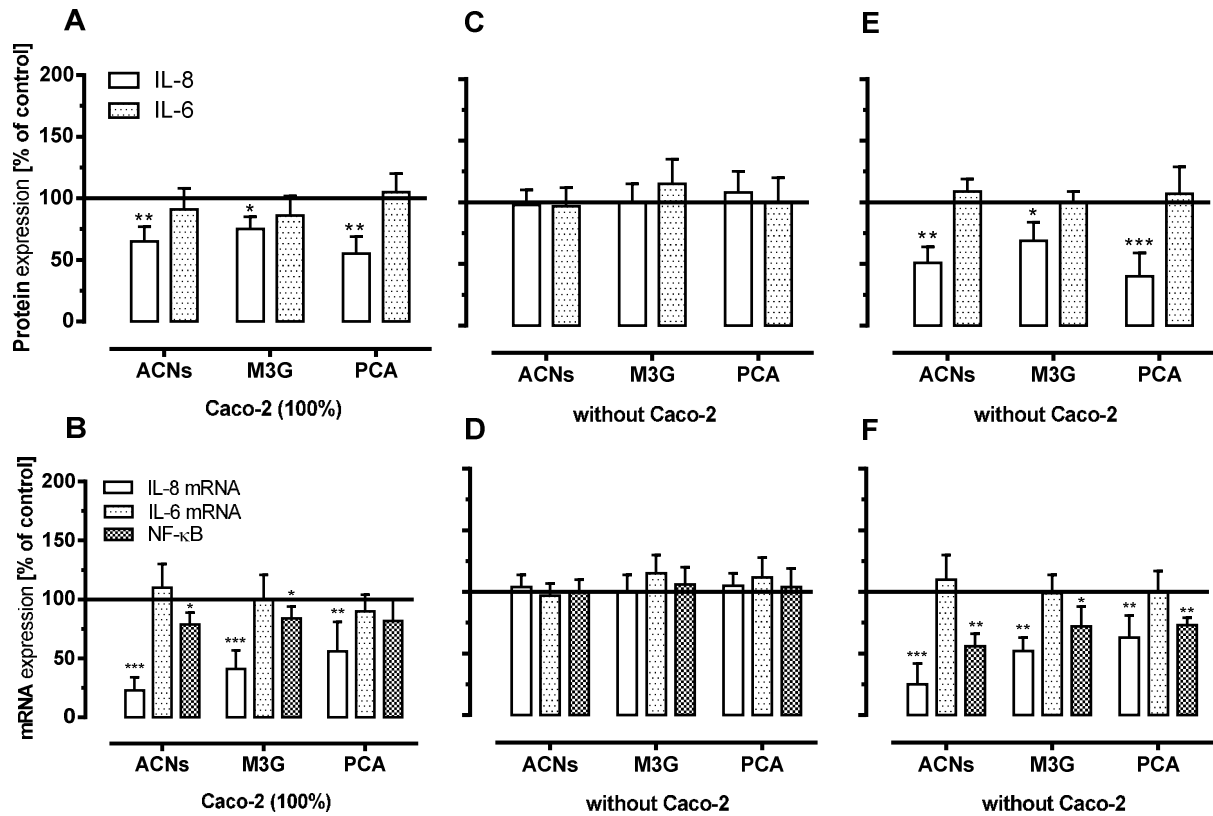 A
Protein expression [% of control]
200
150
100
50
0
IL-8
IL-6
**
*
**
ACNs M3G PCA
Caco-2 (100%)
C
ACNs M3G PCA
without Caco-2
E
**
*
***
ACNs M3G PCA
without Caco-2
B
mRNA expression [% of control]
200
150
100
50
0
IL-8 mRNA
IL-6 mRNA
NF-κB
***
*
***
*
**
ACNs M3G PCA
Caco-2 (100%)
D
ACNs M3G PCA
without Caco-2
F
***
**
**
*
**
**
ACNs M3G PCA
without Caco-2